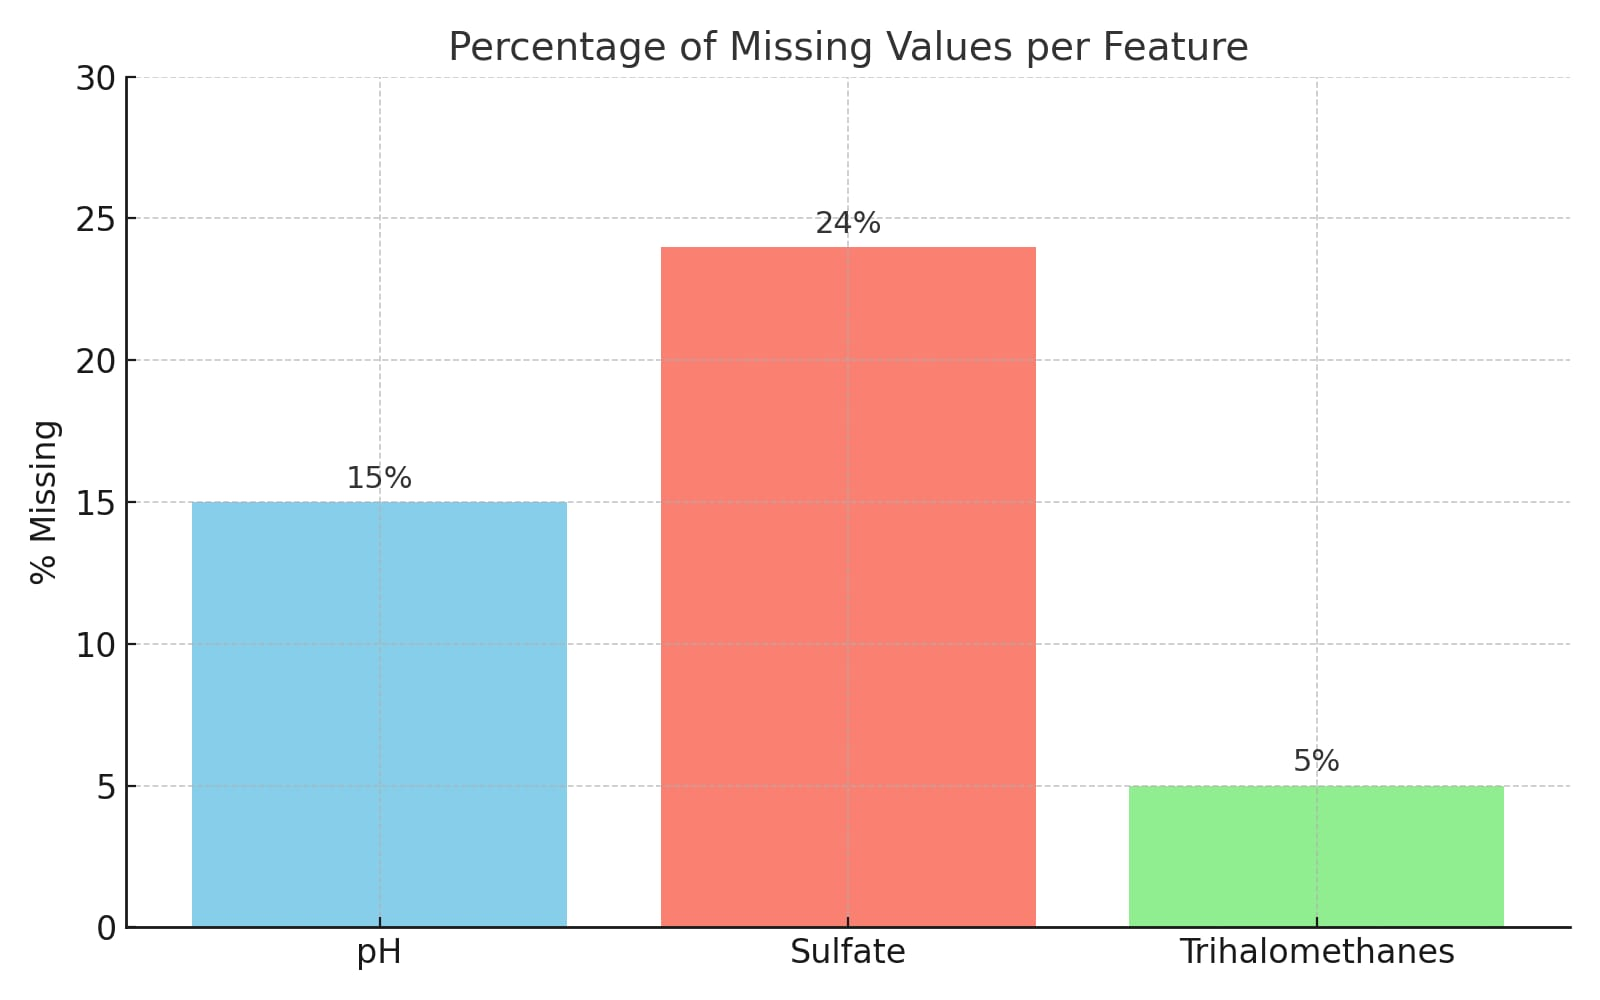 Percentage of Missing Values per Feature
30
25
20
15
10
5
0
% Missing
15%
24%
5%
pH
Sulfate
Trihalomethanes